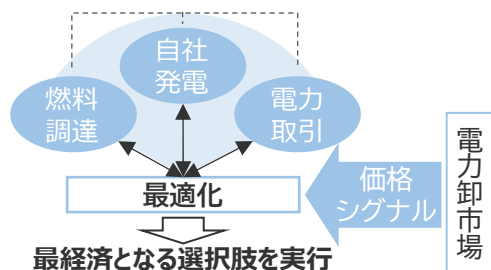 自社
発電
燃料
調達
電力
取引
最適化
価格
シグナル
電力卸市場
最経済となる選択肢を実行